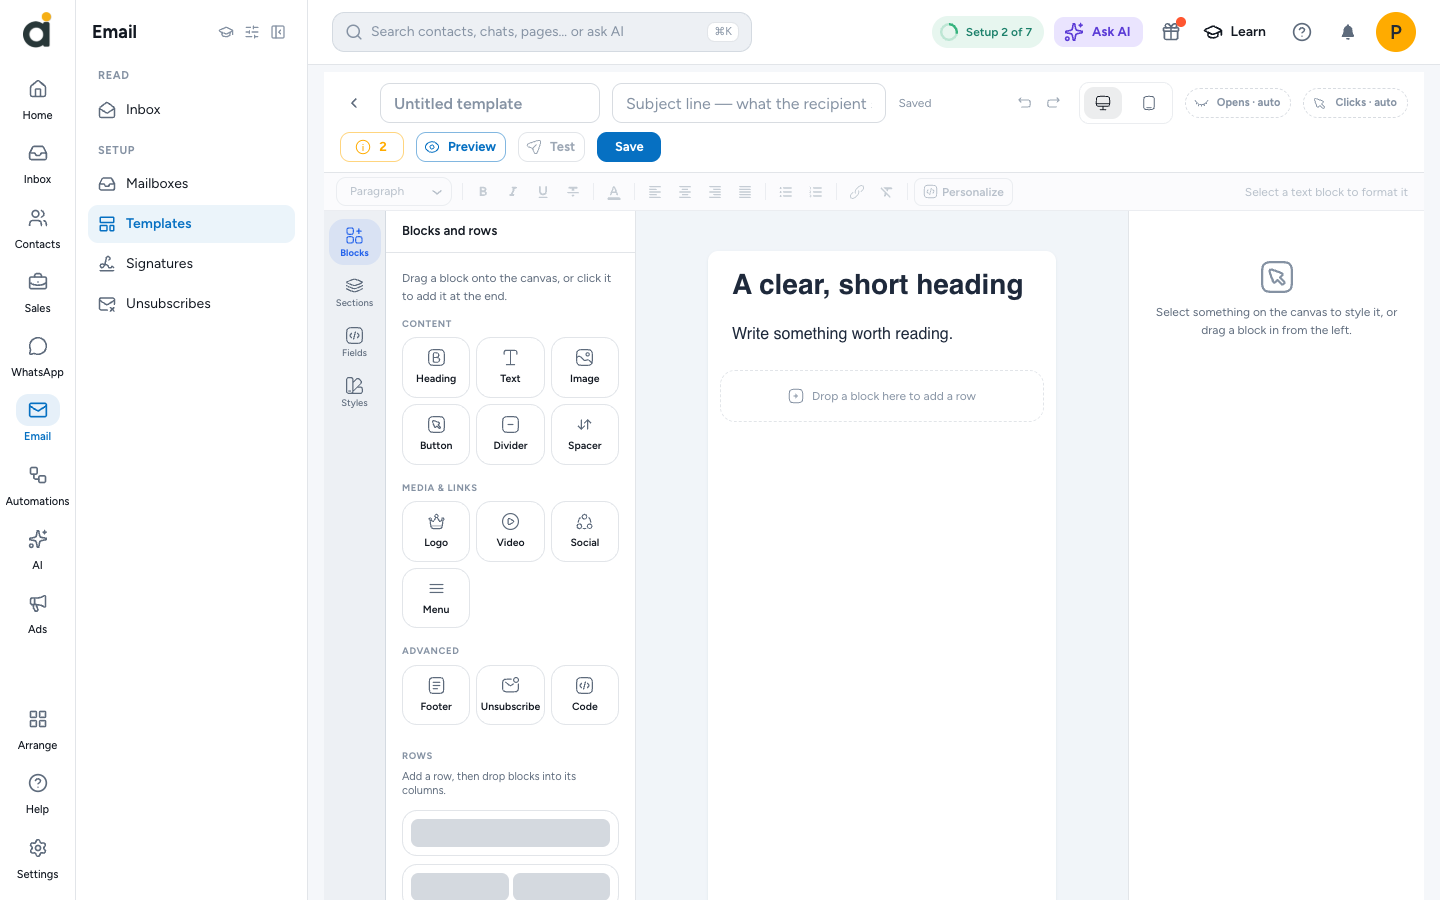 Email
Search contacts, chats, pages... or ask AI
⌘K
Setup 2 of 7
Ask AI
Learn
P
Home
Inbox
Contacts
Sales
WhatsApp
Email
Automations
AI
Ads
Arrange
Help
Settings
READ
Inbox
SETUP
Mailboxes
Templates
Signatures
Unsubscribes
Untitled template
Subject line — what the recipient
Saved
Opens · auto
Clicks · auto
2
Preview
Test
Save
Paragraph
B
I
U
T
A
Personalize
Select a text block to format it
Blocks
Sections
Fields
Styles
Blocks and rows
Drag a block onto the canvas, or click it
to add it at the end.
CONTENT
Heading
Text
Image
Button
Divider
Spacer
MEDIA & LINKS
Logo
Video
Social
Menu
ADVANCED
Footer
Unsubscribe
Code
ROWS
Add a row, then drop blocks into its
columns.
A clear, short heading
Write something worth reading.
Drop a block here to add a row
Select something on the canvas to style it, or
drag a block in from the left.